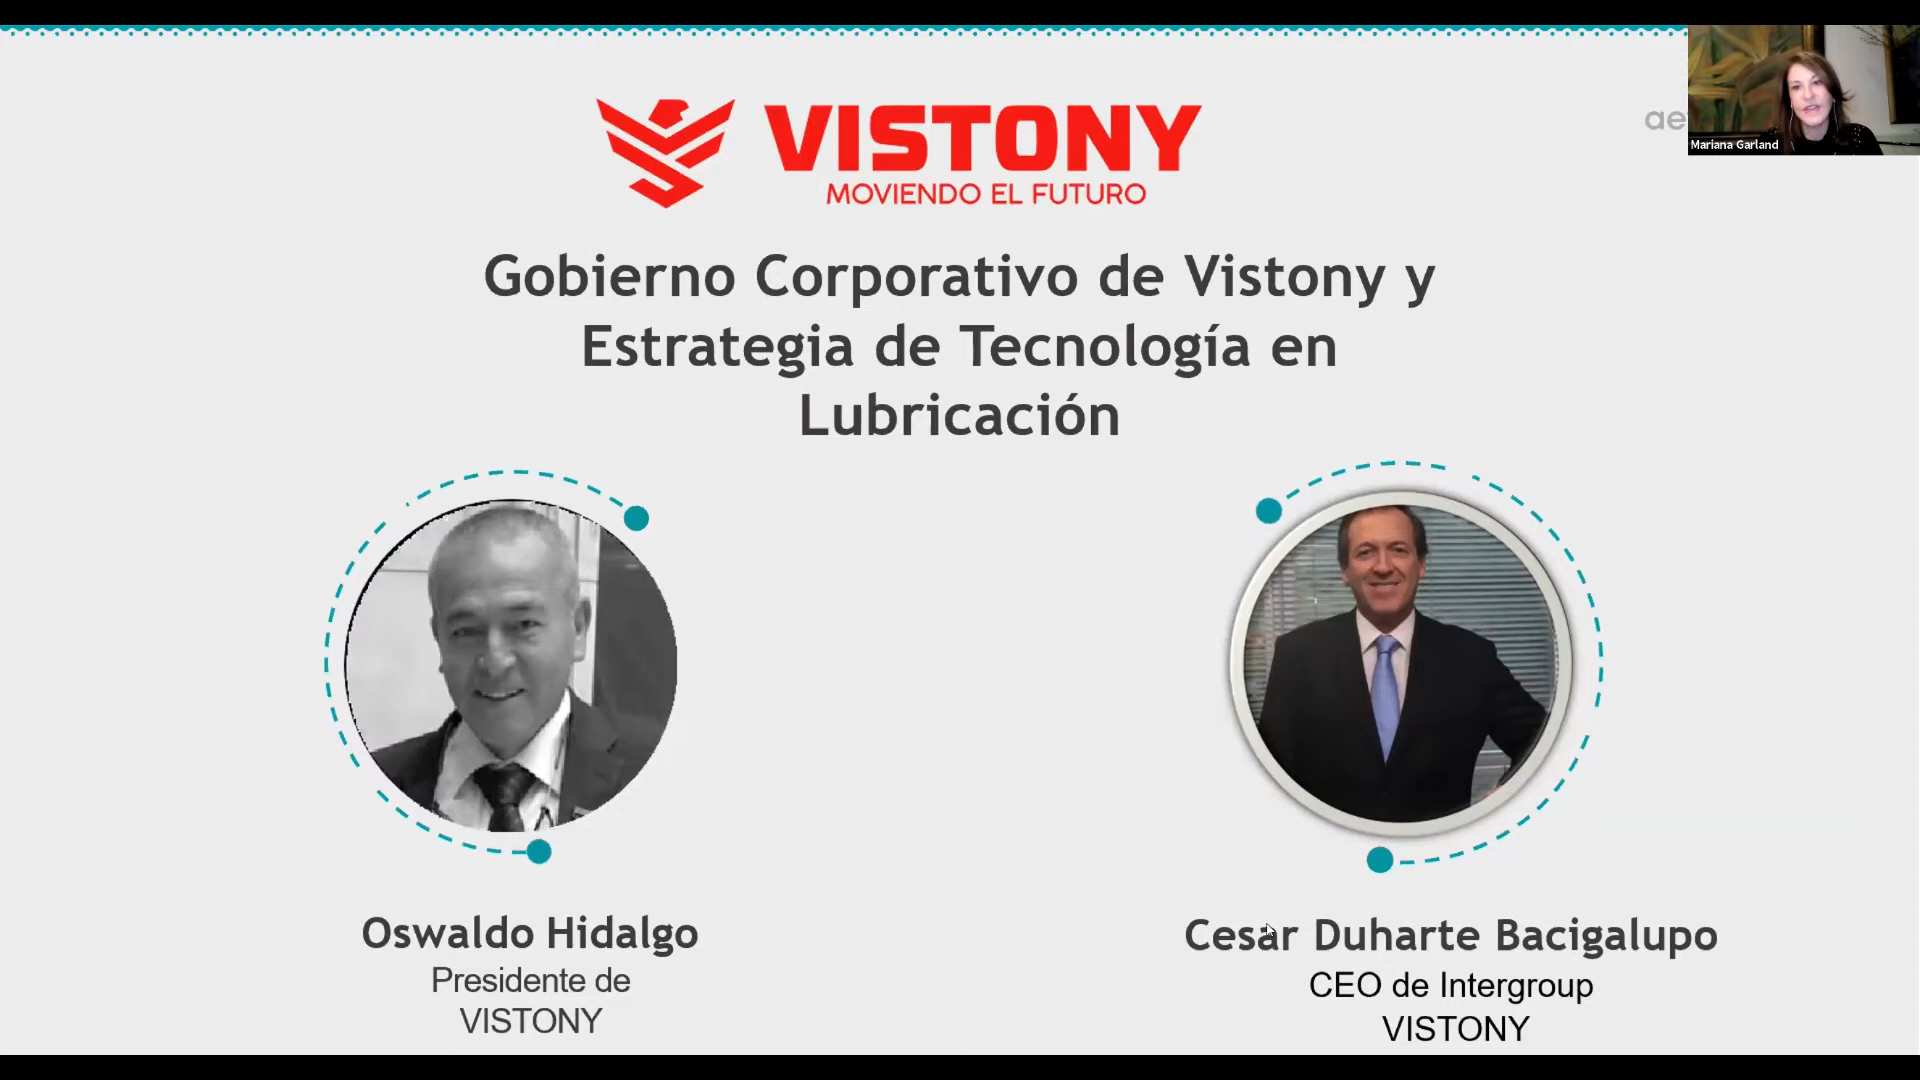 VISTONY
MOVIENDO EL FUTURO
Mariana Garland
Gobierno Corporativo de Vistony y
Estrategia de Tecnología en
Lubricación
Oswaldo Hidalgo
Presidente de
VISTONY
Cesar Duharte Bacigalupo
CEO de Intergroup
VISTONY